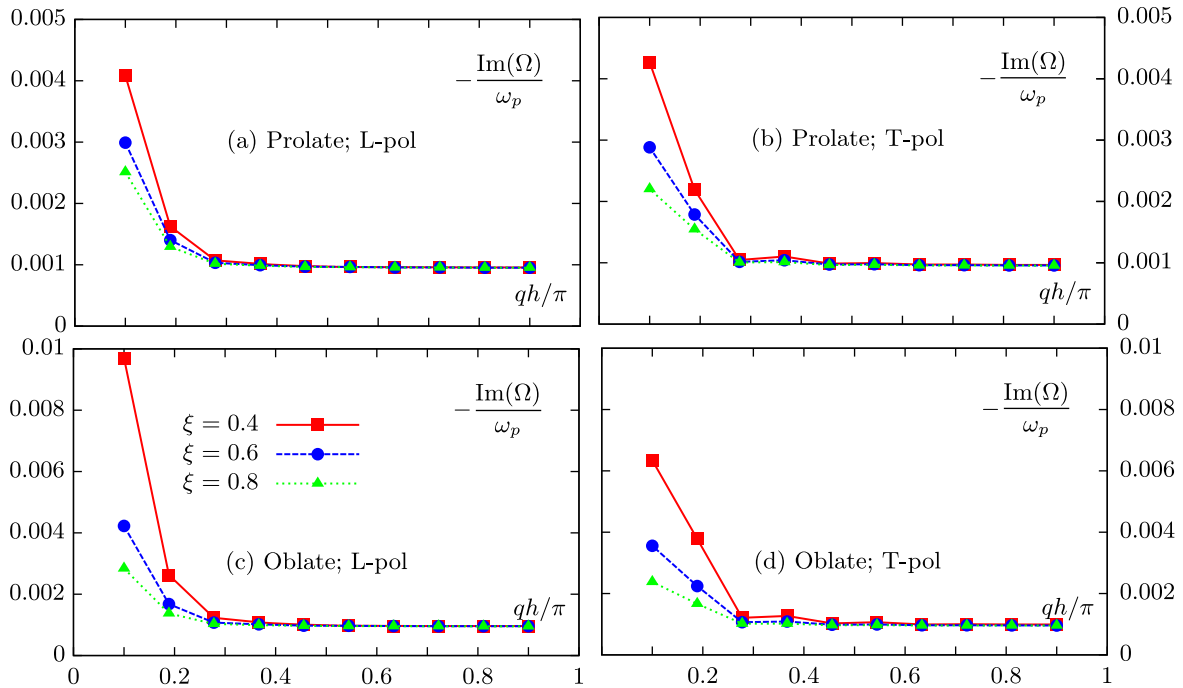 0.005
0.004
0.003
0.002
0.001
0
−Im(Ω)/ω_p
(a) Prolate; L-pol
qh/π
0.005
0.004
0.003
0.002
0.001
0
−Im(Ω)/ω_p
(b) Prolate; T-pol
qh/π
0.01
0.008
0.006
0.004
0.002
0
−Im(Ω)/ω_p
ξ = 0.4
ξ = 0.6
ξ = 0.8
(c) Oblate; L-pol
qh/π
0 0.2 0.4 0.6 0.8 1
0.01
0.008
0.006
0.004
0.002
0
−Im(Ω)/ω_p
(d) Oblate; T-pol
qh/π
0.2 0.4 0.6 0.8 1